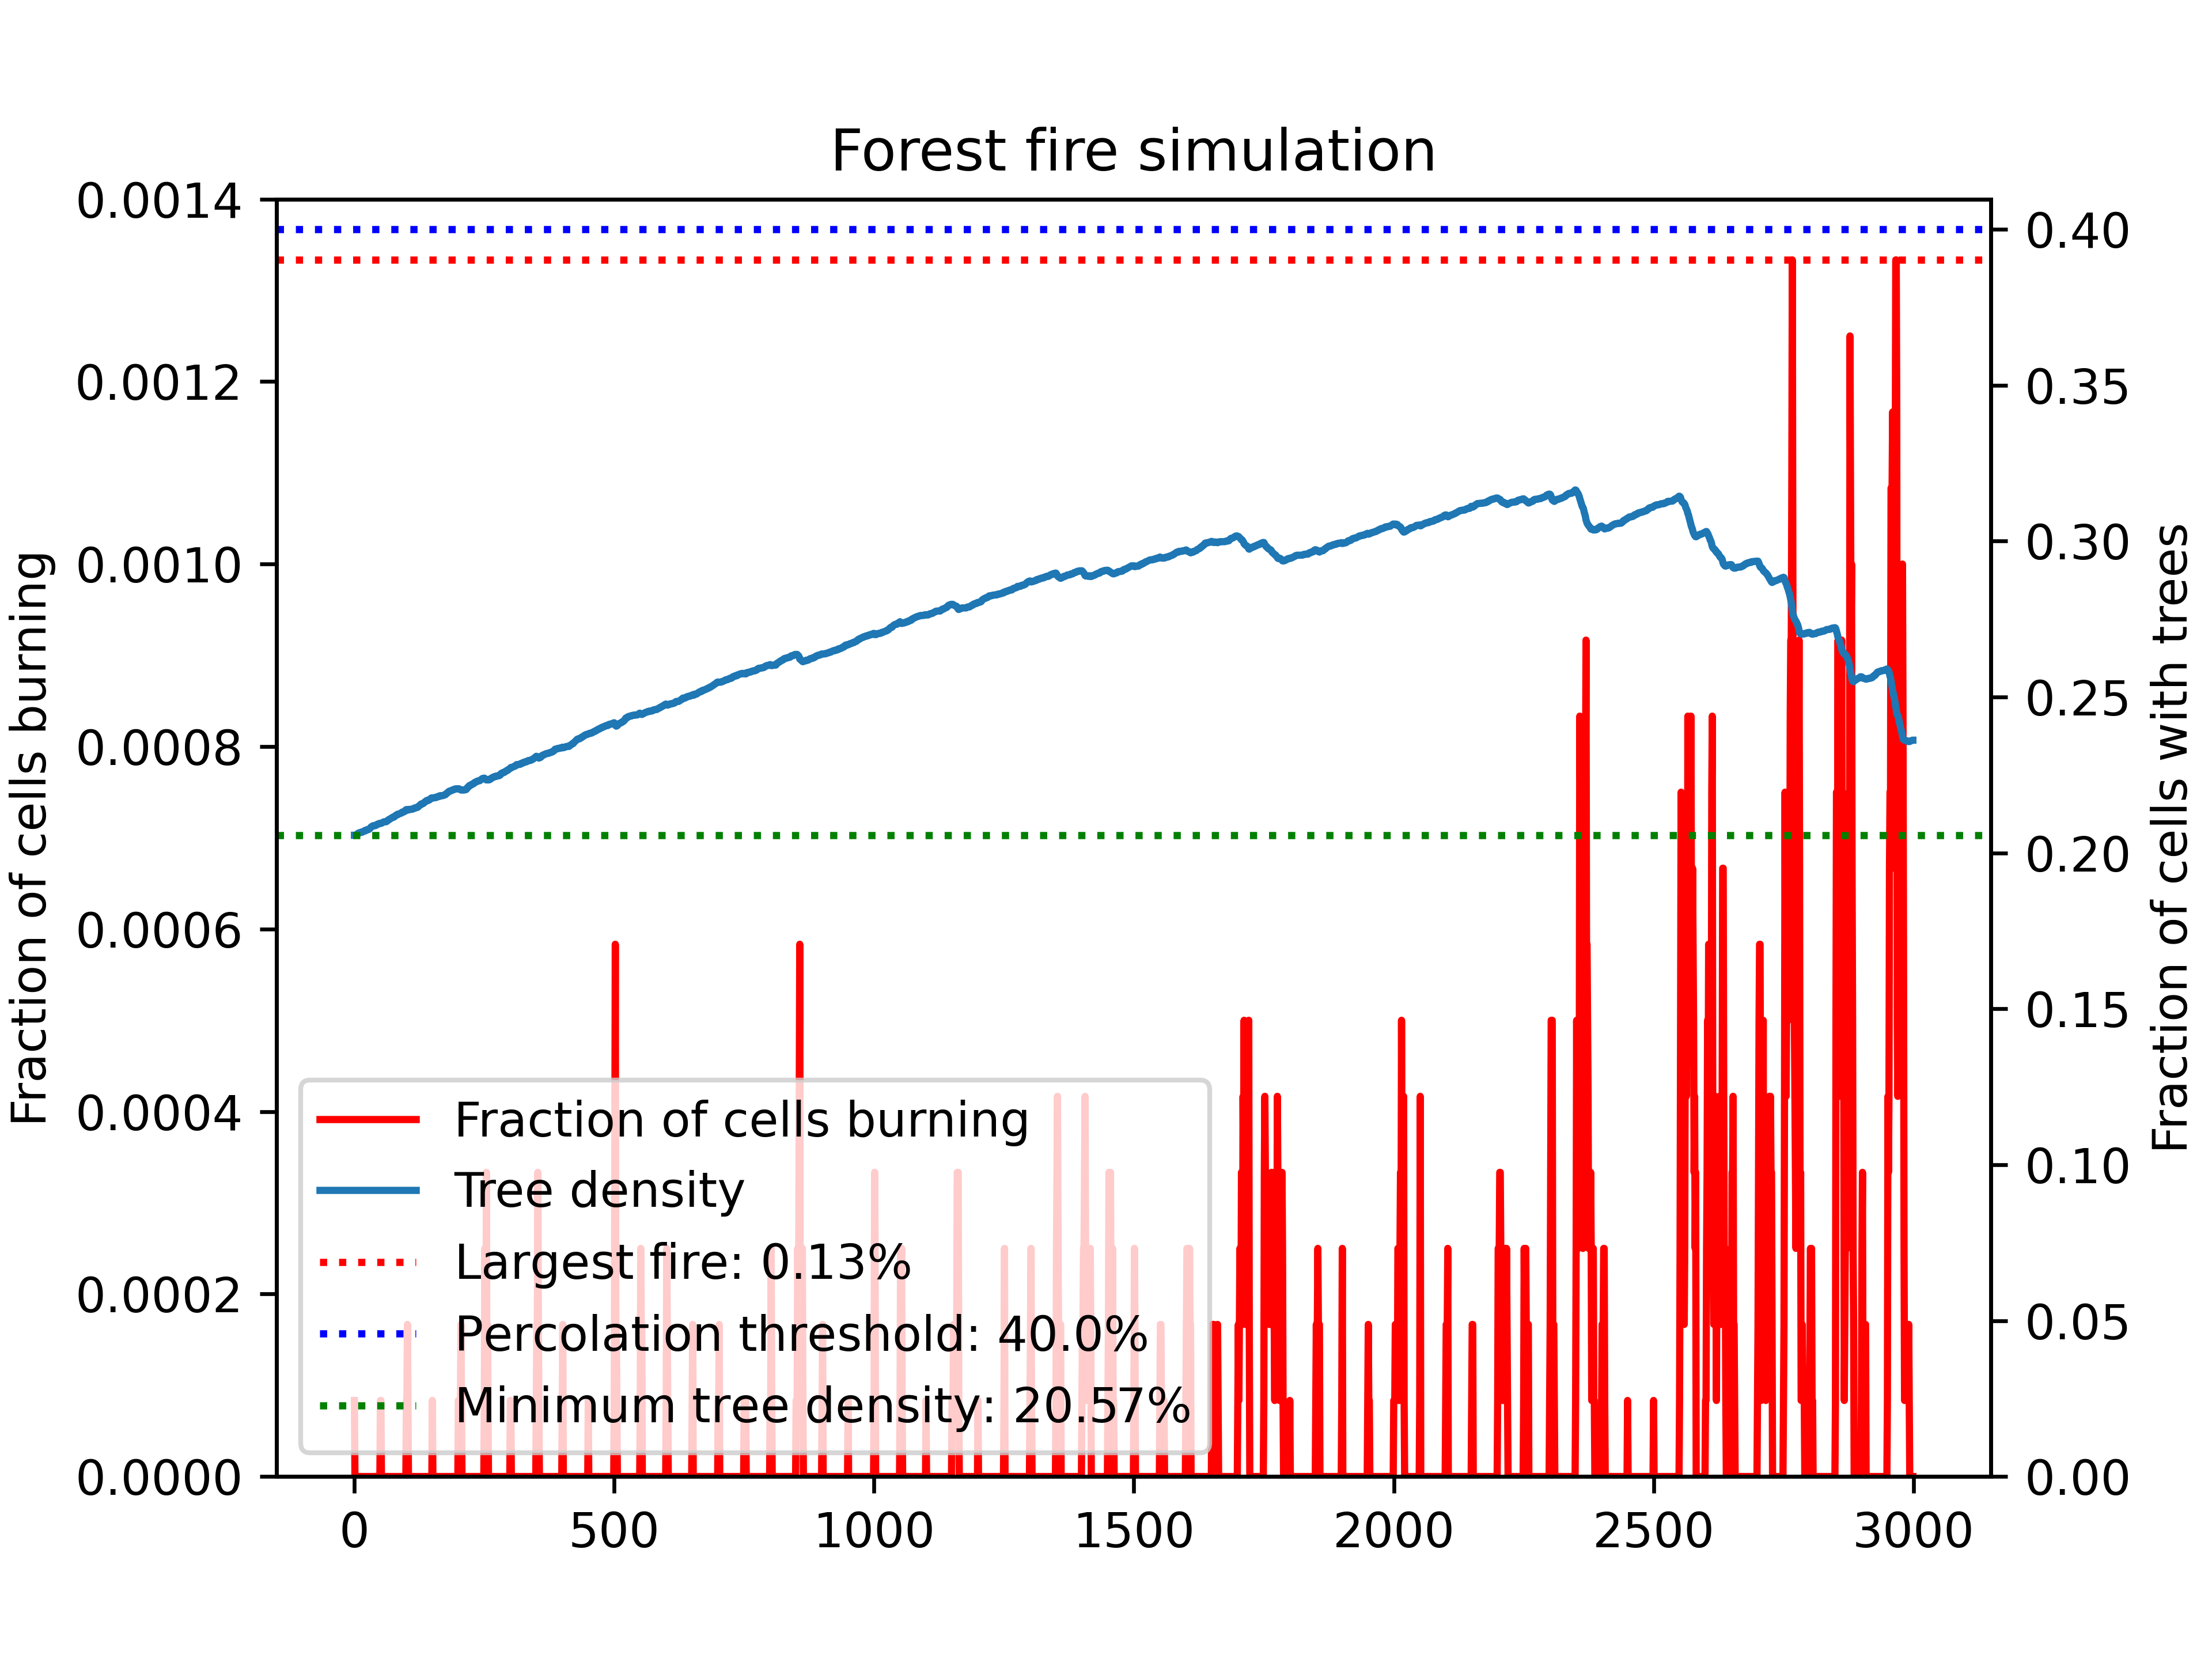 Forest fire simulation
0.0014
0.0012
0.0010
0.0008
0.0006
0.0004
0.0002
0.0000
Fraction of cells burning
0.40
0.35
0.30
0.25
0.20
0.15
0.10
0.05
0.00
Fraction of cells with trees
Fraction of cells burning
Tree density
Largest fire: 0.13%
Percolation threshold: 40.0%
Minimum tree density: 20.57%
0 500 1000 1500 2000 2500 3000